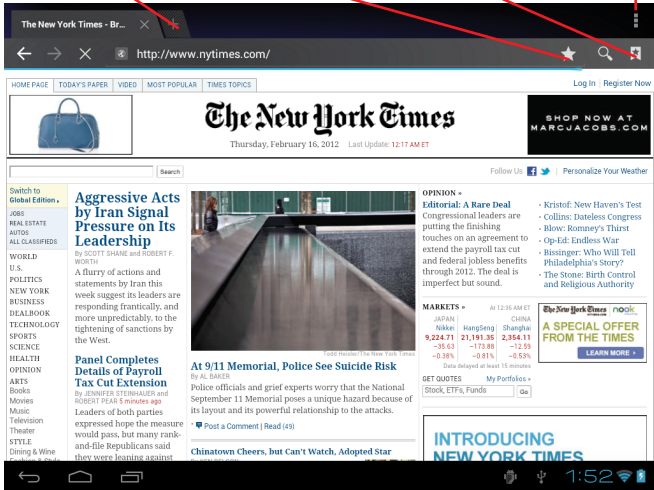 The New York Times - Br...
http://www.nytimes.com/
HOME PAGE TODAY'S PAPER VIDEO MOST POPULAR TIMES TOPICS
Log In Register Now
The New York Times
Thursday, February 16, 2012 Last Update: 12:17 AM ET
SHOP NOW AT
MARCJACOBS.COM
Search
Follow Us
Personalize Your Weather
Switch to
Global Edition
JOBS
REAL ESTATE
AUTOS
ALL CLASSIFIEDS
WORLD
U.S.
POLITICS
NEW YORK
BUSINESS
DEALBOOK
TECHNOLOGY
SPORTS
SCIENCE
HEALTH
OPINION
ARTS
Books
Movies
Music
Television
Theater
STYLE
Dining & Wine
Fashion & Style
Aggressive Acts
by Iran Signal
Pressure on Its
Leadership
By SCOTT SHANE and ROBERT F.
WORTH
A flurry of actions and
statements by Iran this
week suggest its leaders are
responding frantically, and
more unpredictably, to the
tightening of sanctions by
the West.
Panel Completes
Details of Payroll
Tax Cut Extension
By JENNIFER STEINHAUER and
ROBERT PEAR 5 minutes ago
Leaders of both parties
expressed hope the measure
would pass, but many rank-
and-file Republicans said
they were leaning against
Todd Heisler/The New York Times
At 9/11 Memorial, Police See Suicide Risk
By AL BAKER
Police officials and grief experts worry that the National
September 11 Memorial poses a unique hazard because of
its layout and its powerful relationship to the attacks.
Post a Comment | Read (49)
Chinatown Cheers, but Can't Watch, Adopted Star
By KEN BELSON
OPINION »
Editorial: A Rare Deal
Congressional leaders are
putting the finishing
touches on an agreement to
extend the payroll tax cut
and federal jobless benefits
through 2012. The deal is
imperfect but sound.
· Kristof: New Haven's Test
· Collins: Dateless Congress
· Blow: Romney's Thirst
· Op-Ed: Endless War
· Bissinger: Who Will Tell
Philadelphia's Story?
· The Stone: Birth Control
and Religious Authority
MARKETS » At 12:35 AM ET
JAPAN CHINA
Nikkei HangSeng Shanghai
9,224.71 21,191.35 2,354.11
−35.63 −173.88 −12.59
−0.38% −0.81% −0.53%
Data delayed at least 15 minutes
GET QUOTES My Portfolios »
Stock, ETFs, Funds Go
The New York Times nook
A SPECIAL OFFER
FROM THE TIMES
LEARN MORE
INTRODUCING
NEW YORK TIMES
1:52